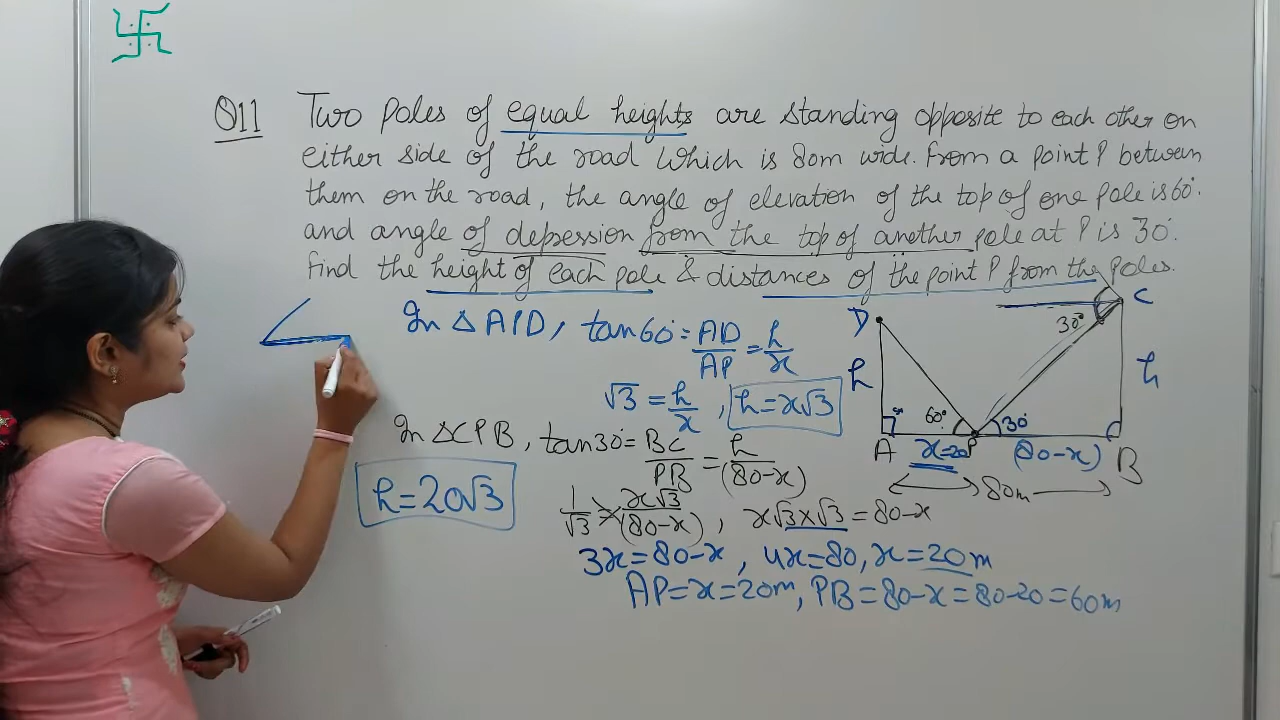 Q11 Two poles of equal heights are standing opposite to each other on
either side of the road which is 80m wide. From a point P between
them on the road, the angle of elevation of the top of one pole is 60°.
and angle of depression from the top of another pole at P is 30°.
Find the height of each pole & distances of the point P from the poles.
In △APD, tan60° = AD/AP = h/x
√3 = h/x , h=x√3
In △CPB, tan30° = BC/PB = h/(80-x)
h=20√3
1/√3 = x√3/(80-x) , x√3×√3 = 80-x
3x=80-x , 4x=80, x=20m
AP=x=20m, PB=80-x=80-20=60m
D
C
30°
h
h
60°
30°
A
x=20
P
(80-x)
B
80m